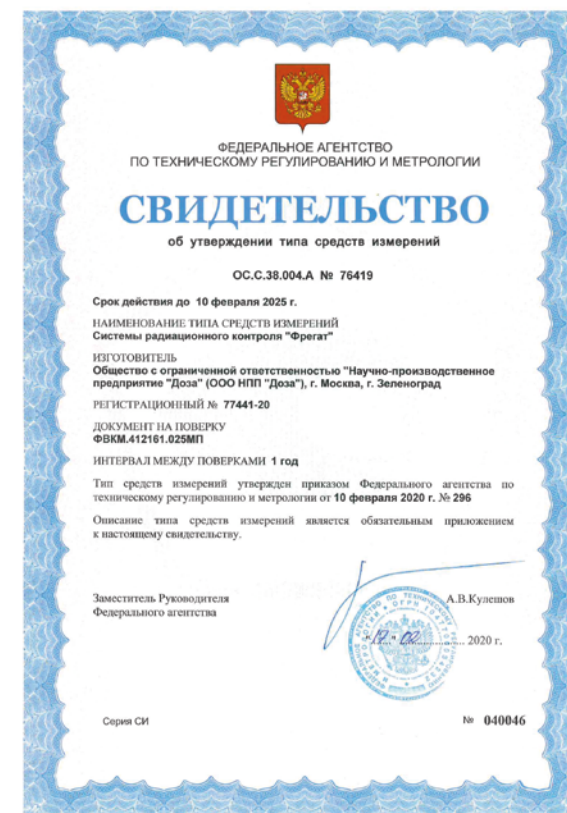 ФЕДЕРАЛЬНОЕ АГЕНТСТВО
ПО ТЕХНИЧЕСКОМУ РЕГУЛИРОВАНИЮ И МЕТРОЛОГИИ
СВИДЕТЕЛЬСТВО
об утверждении типа средств измерений
ОС.С.38.004.А № 76419
Срок действия до 10 февраля 2025 г.
НАИМЕНОВАНИЕ ТИПА СРЕДСТВ ИЗМЕРЕНИЙ
Системы радиационного контроля "Фрегат"
ИЗГОТОВИТЕЛЬ
Общество с ограниченной ответственностью "Научно-производственное
предприятие "Доза" (ООО НПП "Доза"), г. Москва, г. Зеленоград
РЕГИСТРАЦИОННЫЙ № 77441-20
ДОКУМЕНТ НА ПОВЕРКУ
ФВКМ.412161.025МП
ИНТЕРВАЛ МЕЖДУ ПОВЕРКАМИ 1 год
Тип средств измерений утвержден приказом Федерального агентства по
техническому регулированию и метрологии от 10 февраля 2020 г. № 296
Описание типа средств измерений является обязательным приложением
к настоящему свидетельству.
Заместитель Руководителя
Федерального агентства
А.В.Кулешов
2020 г.
Серия СИ
№ 040046